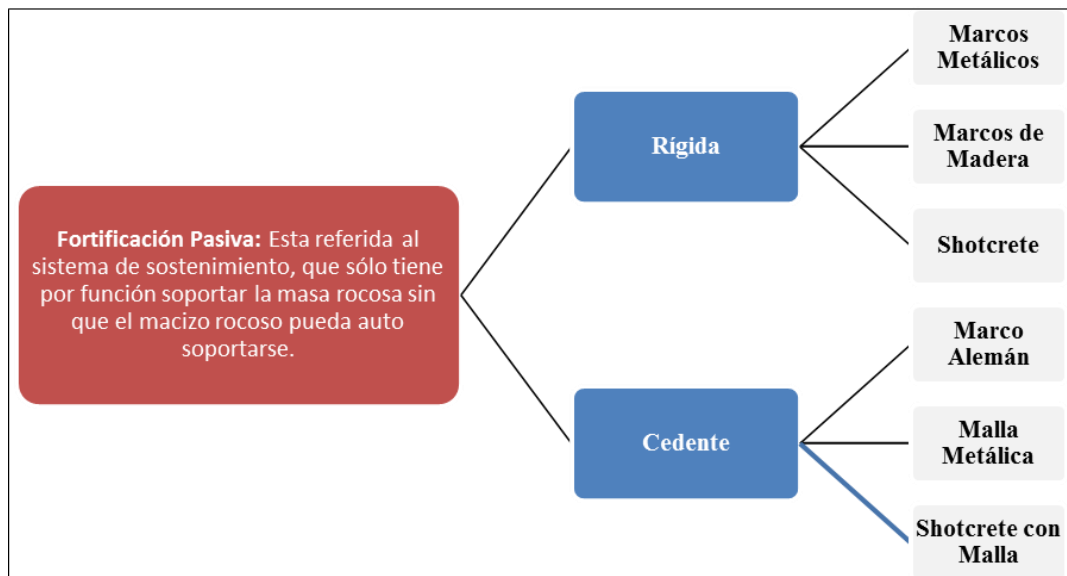 Fortificación Pasiva: Esta referida al
sistema de sostenimiento, que sólo tiene
por función soportar la masa rocosa sin
que el macizo rocoso pueda auto
soportarse.
Rígida
Marcos
Metálicos
Marcos de
Madera
Shotcrete
Cedente
Marco
Alemán
Malla
Metálica
Shotcrete con
Malla